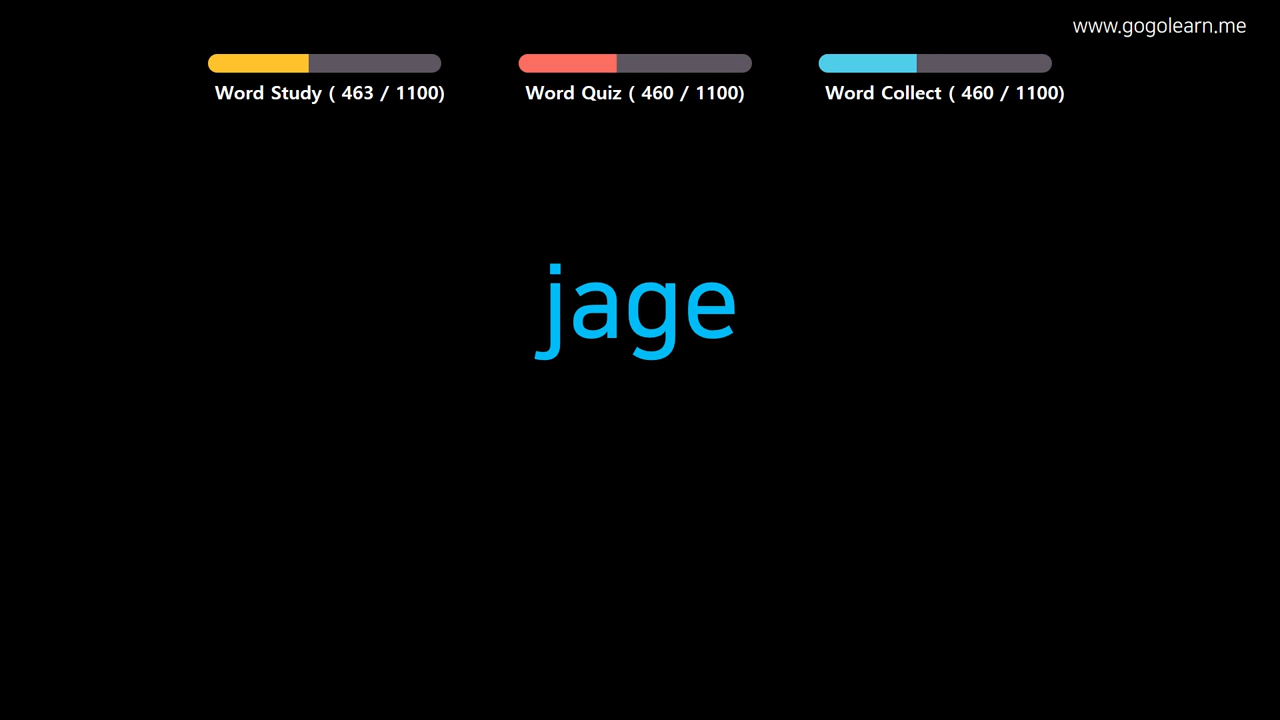 www.gogolearn.me
Word Study ( 463 / 1100)
Word Quiz ( 460 / 1100)
Word Collect ( 460 / 1100)
jage